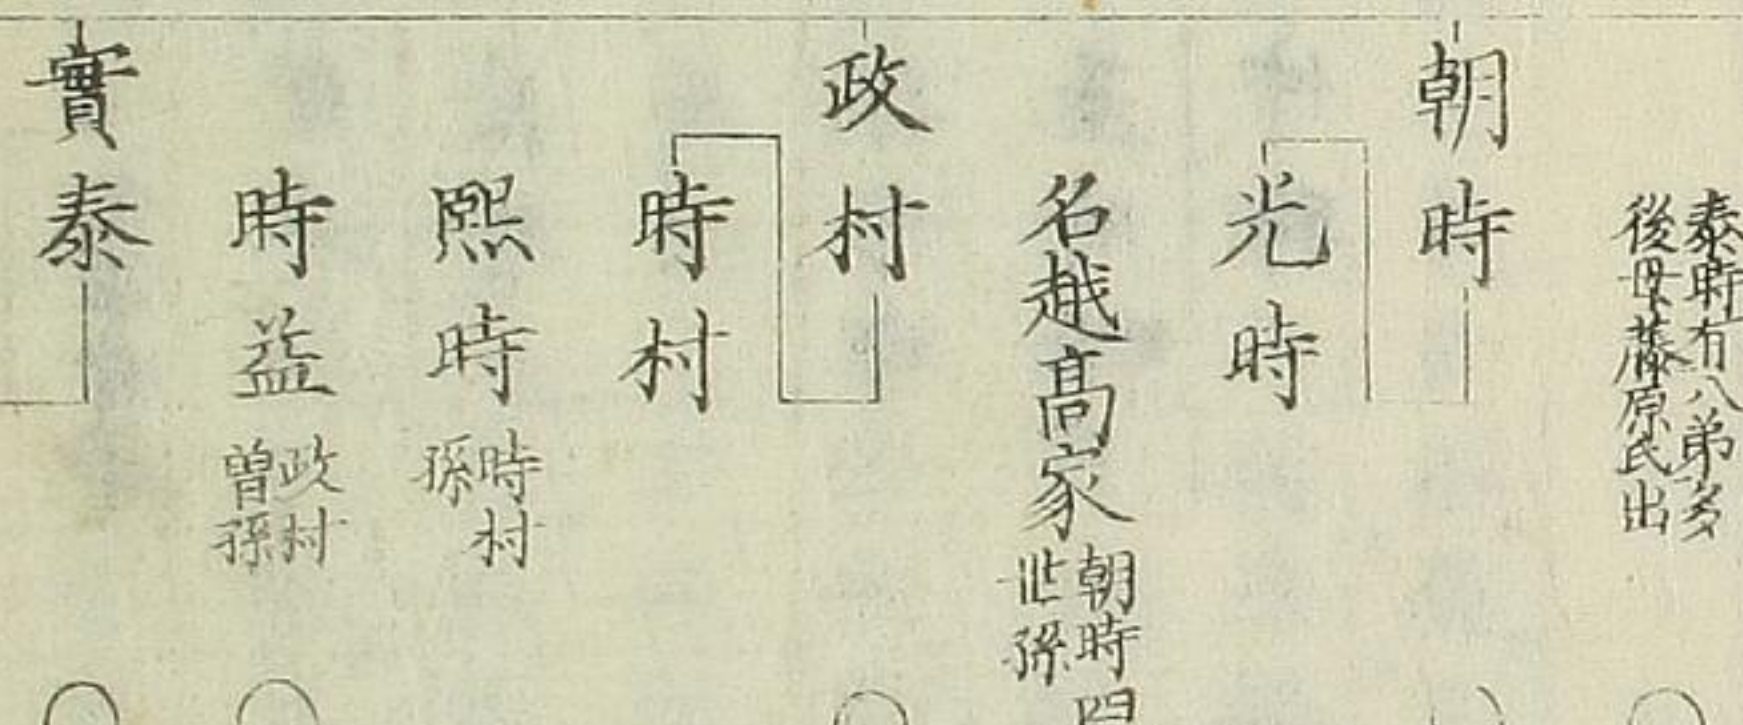 泰時有八弟多
後母藤原氏出
朝時
光時
名越高家
朝時四
世孫
政村
時村
熙時
時村
孫
時益
政村
曽孫
實泰